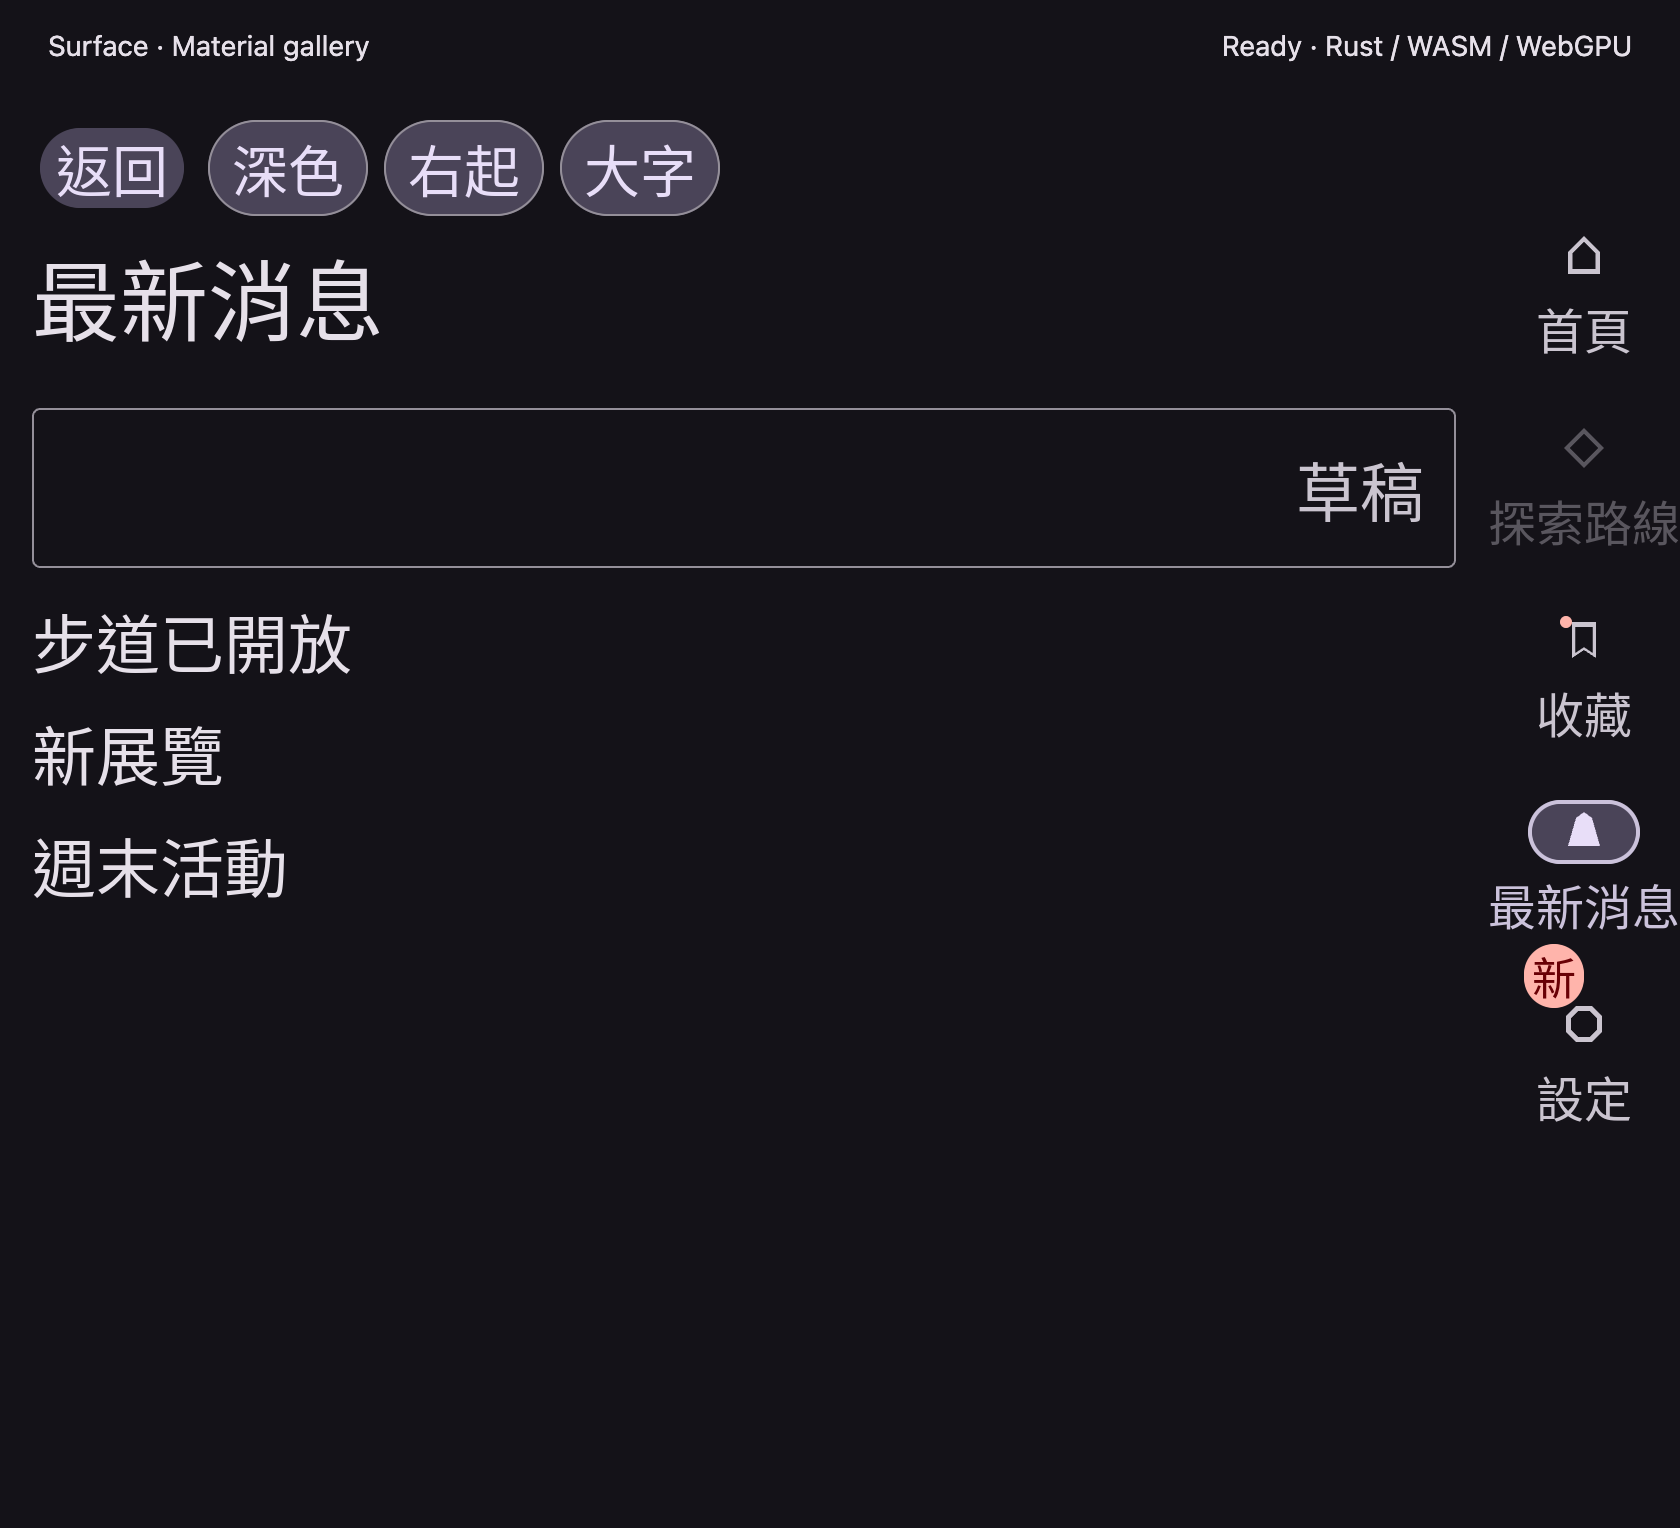 Surface · Material gallery
Ready · Rust / WASM / WebGPU
返回
深色
右起
大字
最新消息
草稿
步道已開放
新展覽
週末活動
首頁
探索路線
收藏
最新消息
新
設定